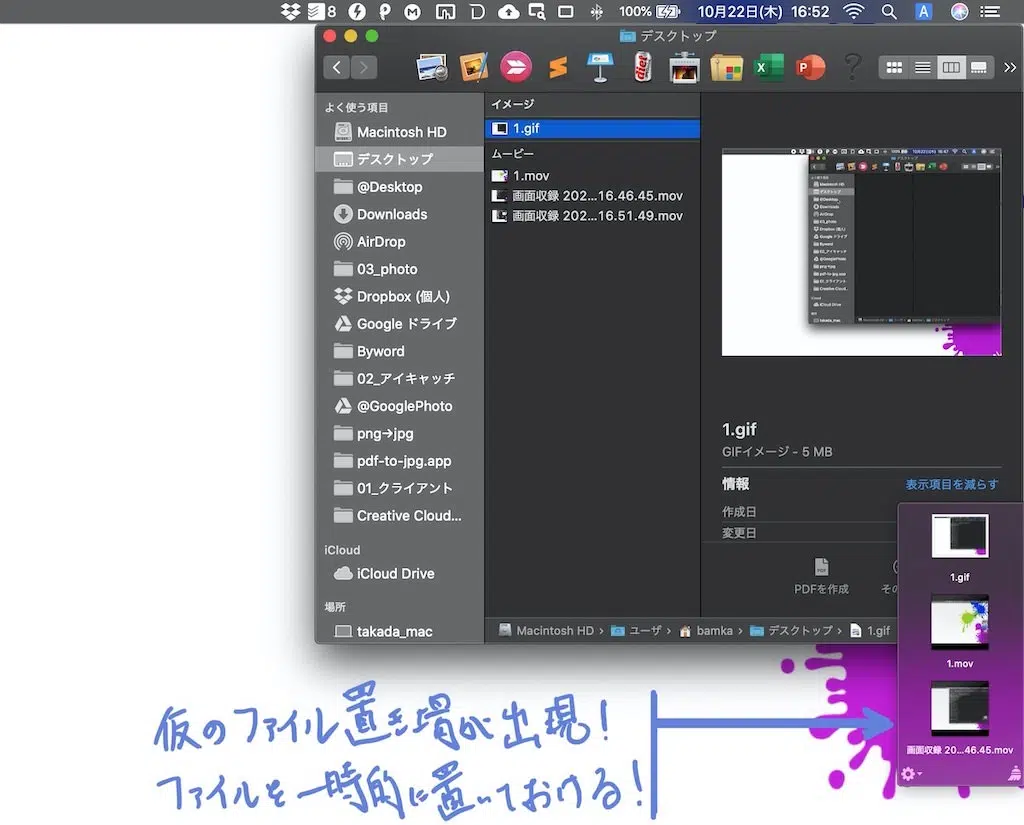 8
100%
10月22日(木) 16:52
A
デスクトップ
よく使う項目
Macintosh HD
デスクトップ
@Desktop
Downloads
AirDrop
03_photo
Dropbox (個人)
Google ドライブ
Byword
02_アイキャッチ
@GooglePhoto
png→jpg
pdf-to-jpg.app
01_クライアント
Creative Cloud...
iCloud
iCloud Drive
場所
takada_mac
イメージ
1.gif
ムービー
1.mov
画面収録 202...16.46.45.mov
画面収録 202...16.51.49.mov
1.gif
GIFイメージ - 5 MB
情報
表示項目を減らす
作成日
変更日
PDFを作成
その
Macintosh HD › ユーザ › bamka › デスクトップ › 1.gif
1.gif
1.mov
画面収録 20...46.45.mov
仮のファイル置き場が出現!
ファイルを一時的に置いておける!